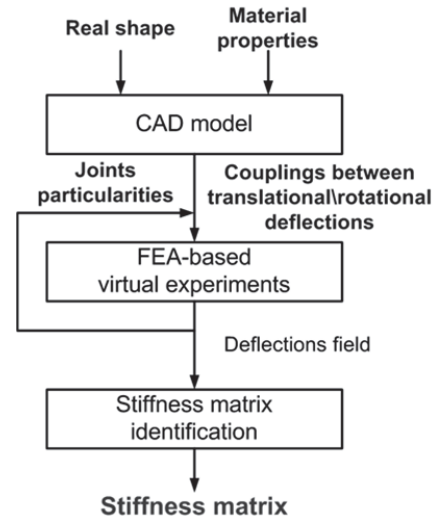 Real shape
Material
properties
CAD model
Joints
particularities
Couplings between
translational\rotational
deflections
FEA-based
virtual experiments
Deflections field
Stiffness matrix
identification
Stiffness matrix